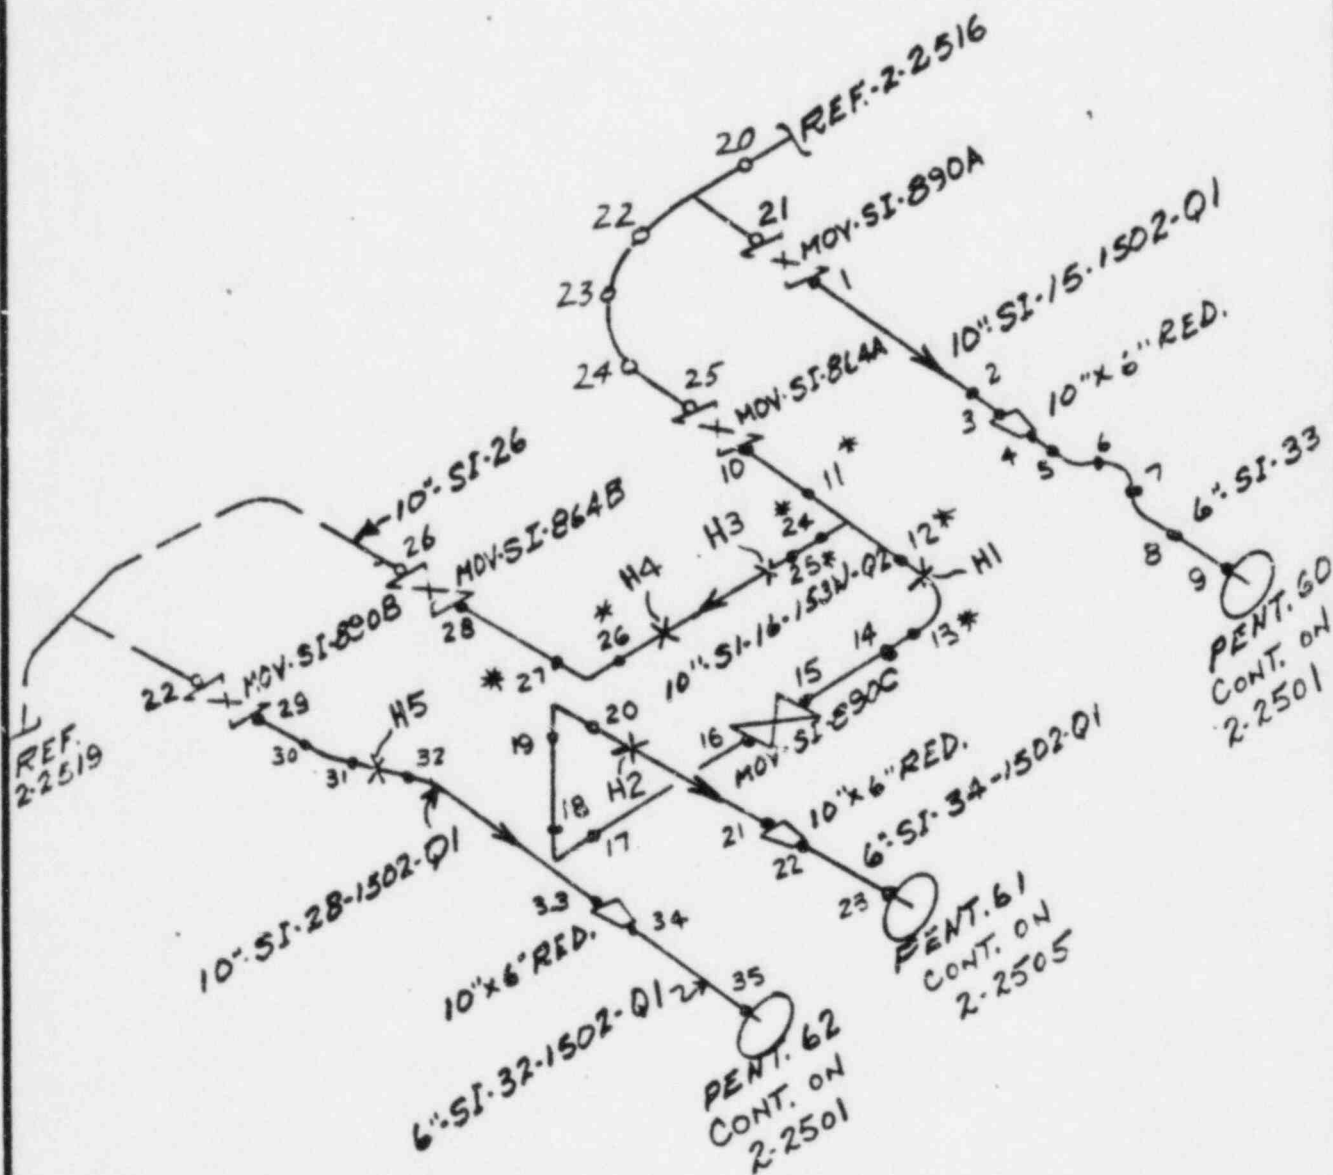 20
REF.-2-2516
22
21
MOV-SI-890A
1
23
10"-SI-15-1502-Q1
24
25
MOV-SI-864A
2
3
10"x6" RED.
4
5
6
7
10
11*
6"-SI-33
8
9
PENT. 60
CONT. ON
2-2501
10"-SI-26
26
MOV-SI-864B
H3
*
24
25*
12*
H1
H4
*
26
28
10"-SI-16-153N-Q2
13*
14
15
*
27
MOV-SI-890B
22
29
H5
30
31
32
REF.
2-2519
20
19
H2
16
MOV-SI-890C
18
17
10"x6" RED.
21
22
6"-SI-34-1502-Q1
23
PENT. 61
CONT. ON
2-2505
10"-SI-28-1502-Q1
33
34
10"x6" RED.
35
6"-SI-32-1502-Q1
PENT. 62
CONT. ON
2-2501